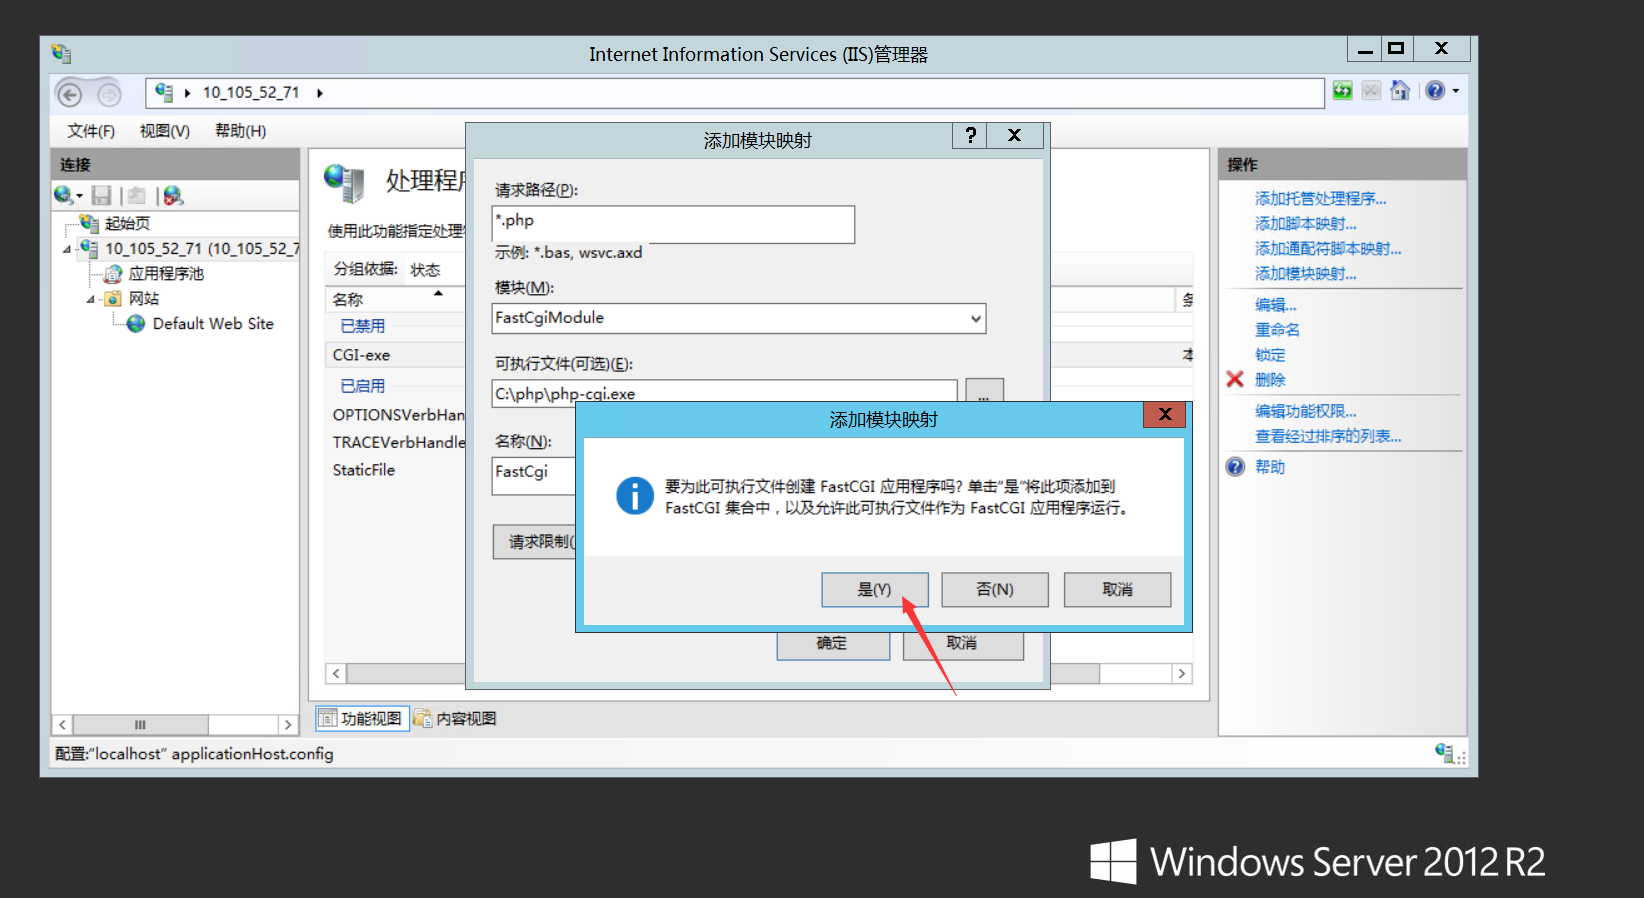 Internet Information Services (IIS)管理器
10_105_52_71
文件(F) 视图(V) 帮助(H)
连接
起始页
10_105_52_71 (10_105_52_7
应用程序池
网站
Default Web Site
处理程序
使用此功能指定处理
分组依据: 状态
名称
已禁用
CGI-exe
已启用
OPTIONSVerbHan
TRACEVerbHandle
StaticFile
功能视图 内容视图
添加模块映射
?
X
请求路径(P):
*.php
示例: *.bas, wsvc.axd
模块(M):
FastCgiModule
可执行文件(可选)(E):
C:\php\php-cgi.exe
...
名称(N):
FastCgi
请求限制(
确定 取消
添加模块映射
X
要为此可执行文件创建 FastCGI 应用程序吗? 单击“是”将此项添加到
FastCGI 集合中，以及允许此可执行文件作为 FastCGI 应用程序运行。
是(Y) 否(N) 取消
操作
添加托管处理程序...
添加脚本映射...
添加通配符脚本映射...
添加模块映射...
编辑...
重命名
锁定
删除
编辑功能权限...
查看经过排序的列表...
帮助
配置:“localhost” applicationHost.config
Windows Server 2012 R2